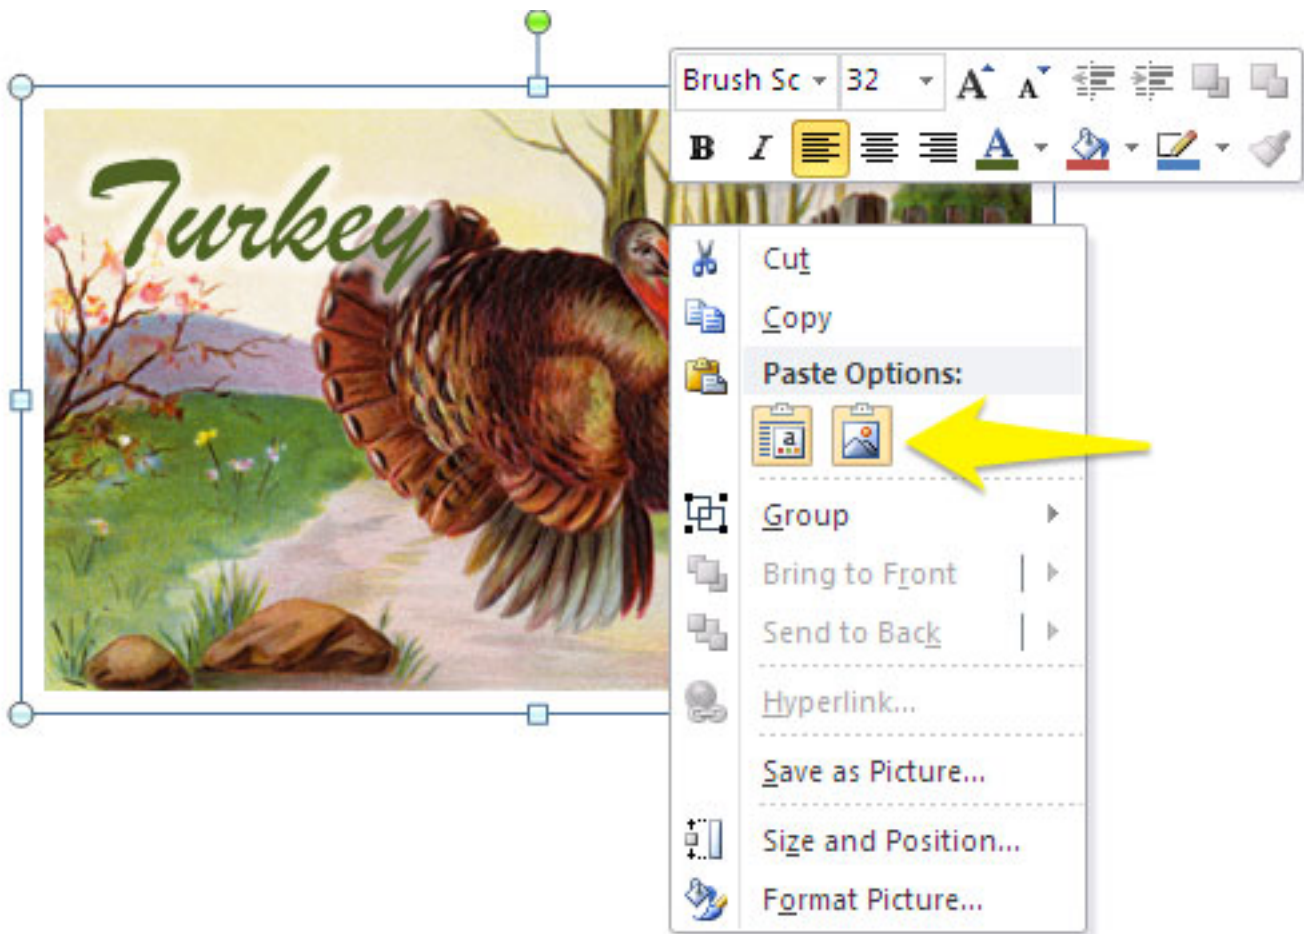 Brush Sc 32 A A
B I A
Turkey
Cut
Copy
Paste Options:
a
Group
Bring to Front
Send to Back
Hyperlink...
Save as Picture...
Size and Position...
Format Picture...